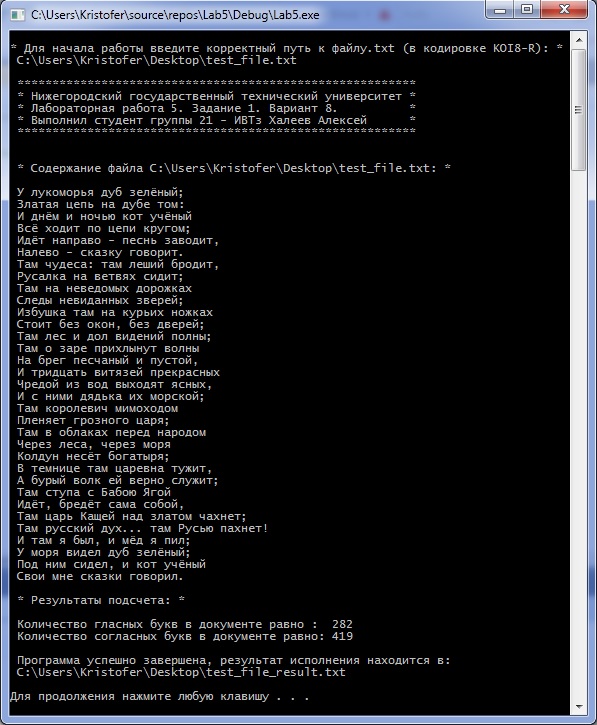 C:\Users\Kristofer\source\repos\Lab5\Debug\Lab5.exe
* Для начала работы введите корректный путь к файлу.txt (в кодировке KOI8-R): *
C:\Users\Kristofer\Desktop\test_file.txt
**********************************************************
* Нижегородский государственный технический университет *
* Лабораторная работа 5. Задание 1. Вариант 8. *
* Выполнил студент группы 21 - ИВТз Халеев Алексей *
**********************************************************
* Содержание файла C:\Users\Kristofer\Desktop\test_file.txt: *
У лукоморья дуб зелёный;
Златая цепь на дубе том:
И днём и ночью кот учёный
Всё ходит по цепи кругом;
Идёт направо - песнь заводит,
Налево - сказку говорит.
Там чудеса: там леший бродит,
Русалка на ветвях сидит;
Там на неведомых дорожках
Следы невиданных зверей;
Избушка там на курьих ножках
Стоит без окон, без дверей;
Там лес и дол видений полны;
Там о заре прихлынут волны
На брег песчаный и пустой,
И тридцать витязей прекрасных
Чредой из вод выходят ясных,
И с ними дядька их морской;
Там королевич мимоходом
Пленяет грозного царя;
Там в облаках перед народом
Через леса, через моря
Колдун несёт богатыря;
В темнице там царевна тужит,
А бурый волк ей верно служит;
Там ступа с Бабою Ягой
Идёт, бредёт сама собой,
Там царь Кащей над златом чахнет;
Там русский дух... там Русью пахнет!
И там я был, и мёд я пил;
У моря видел дуб зелёный;
Под ним сидел, и кот учёный
Свои мне сказки говорил.
* Результаты подсчета: *
Количество гласных букв в документе равно : 282
Количество согласных букв в документе равно: 419
Программа успешно завершена, результат исполнения находится в:
C:\Users\Kristofer\Desktop\test_file_result.txt
Для продолжения нажмите любую клавишу . . .